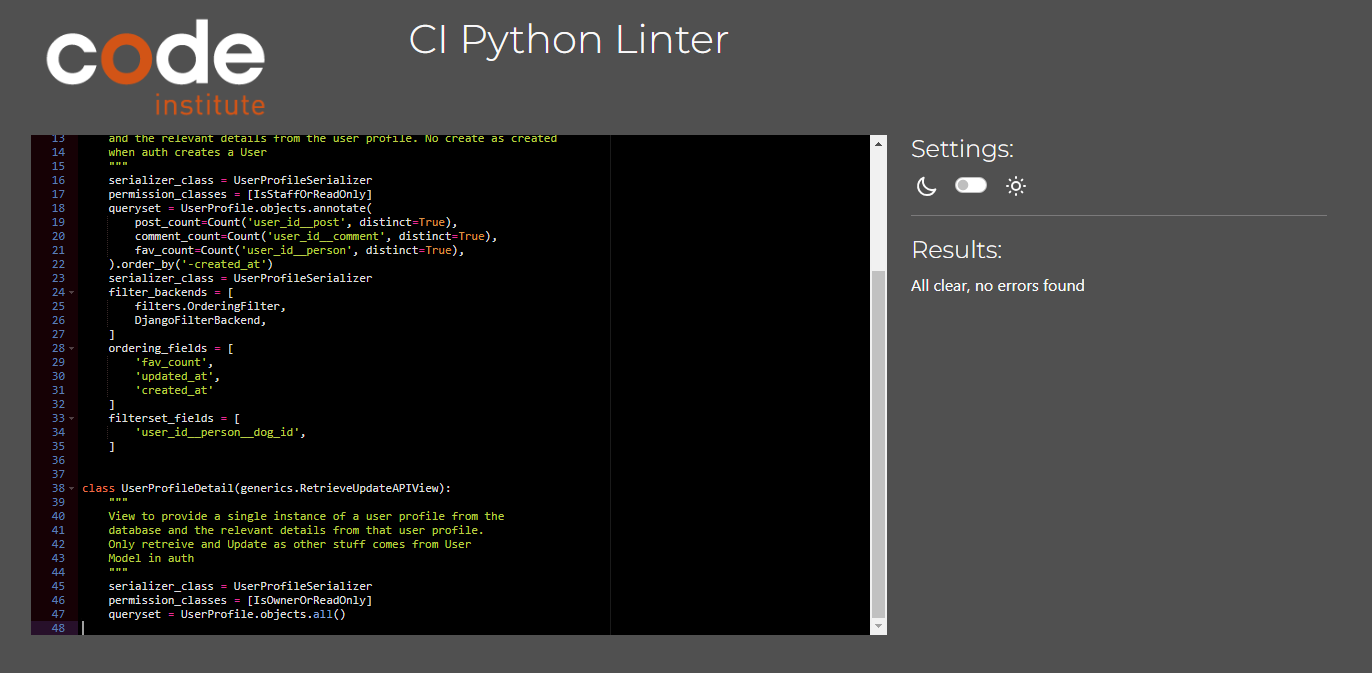 code
institute
CI Python Linter
13 and the relevant details from the user profile. No create as created
14 when auth creates a User
15 """
16 serializer_class = UserProfileSerializer
17 permission_classes = [IsStaffOrReadOnly]
18 queryset = UserProfile.objects.annotate(
19 post_count=Count('user_id__post', distinct=True),
20 comment_count=Count('user_id__comment', distinct=True),
21 fav_count=Count('user_id__person', distinct=True),
22 ).order_by('-created_at')
23 serializer_class = UserProfileSerializer
24 filter_backends = [
25 filters.OrderingFilter,
26 DjangoFilterBackend,
27 ]
28 ordering_fields = [
29 'fav_count',
30 'updated_at',
31 'created_at'
32 ]
33 filterset_fields = [
34 'user_id__person__dog_id',
35 ]
36
37
38 class UserProfileDetail(generics.RetrieveUpdateAPIView):
39 """
40 View to provide a single instance of a user profile from the
41 database and the relevant details from that user profile.
42 Only retreive and Update as other stuff comes from User
43 Model in auth
44 """
45 serializer_class = UserProfileSerializer
46 permission_classes = [IsOwnerOrReadOnly]
47 queryset = UserProfile.objects.all()
48
Settings:
Results:
All clear, no errors found